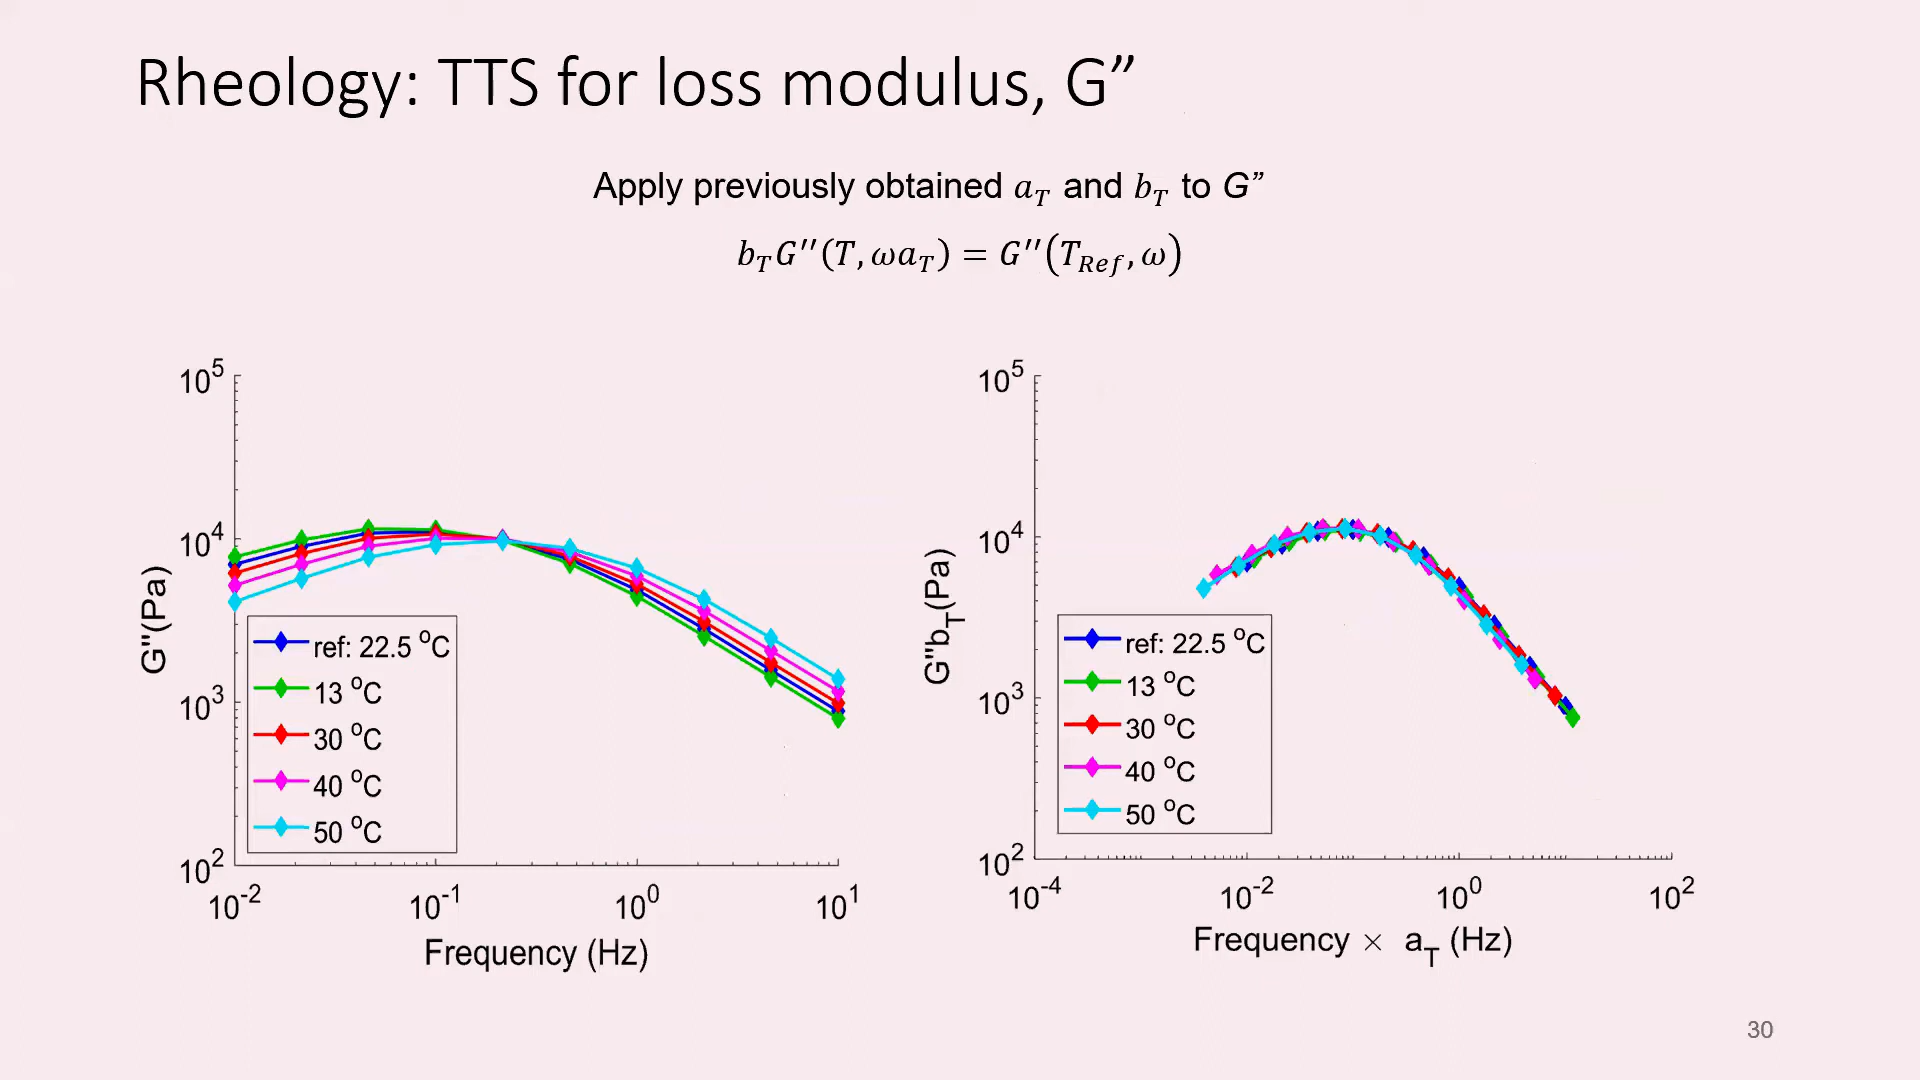 Rheology: TTS for loss modulus, G”
Apply previously obtained a_T and b_T to G”
b_T G′′(T, ωa_T) = G′′(T_Ref, ω)
10^5
10^4
10^3
10^2
G"(Pa)
ref: 22.5 °C
13 °C
30 °C
40 °C
50 °C
10^-2 10^-1 10^0 10^1
Frequency (Hz)
10^5
10^4
10^3
10^2
G"b_T(Pa)
ref: 22.5 °C
13 °C
30 °C
40 °C
50 °C
10^-4 10^-2 10^0 10^2
Frequency × a_T (Hz)
30